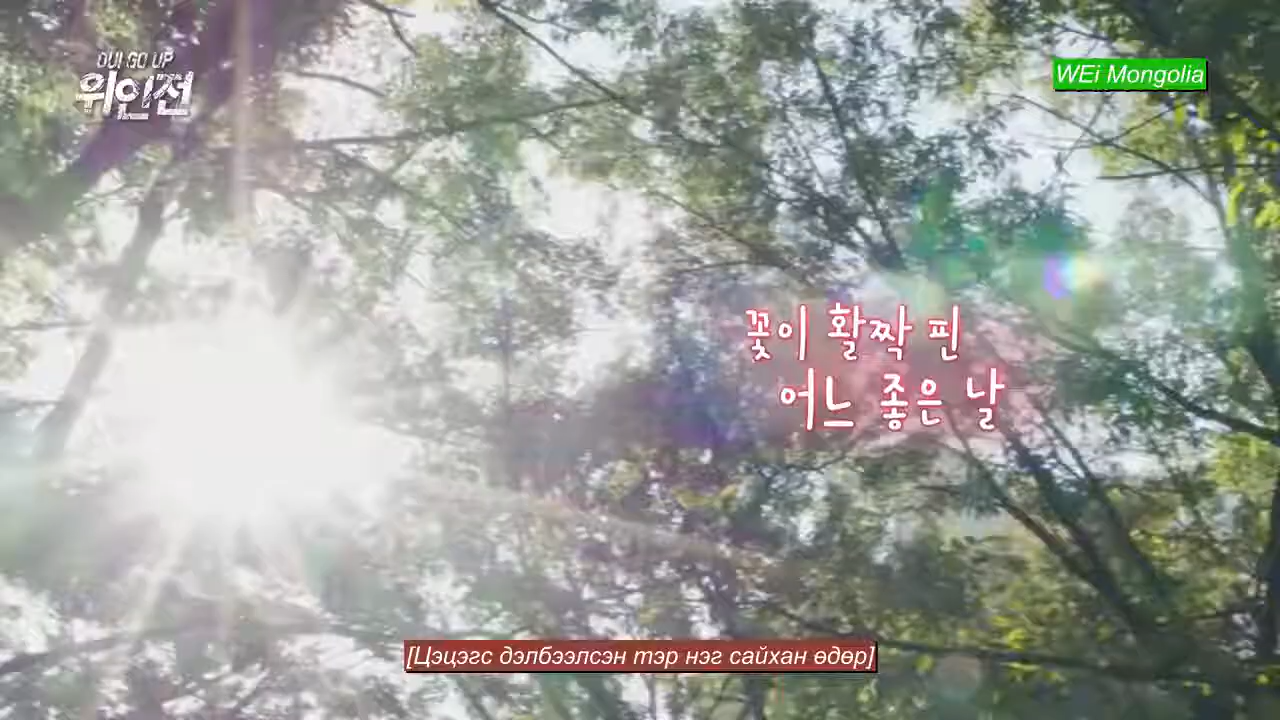 OUI GO UP
위인전
WEi Mongolia
꽃이 활짝 핀
어느 좋은 날
[Цэцэгс дэлбээлсэн тэр нэг сайхан өдөр]